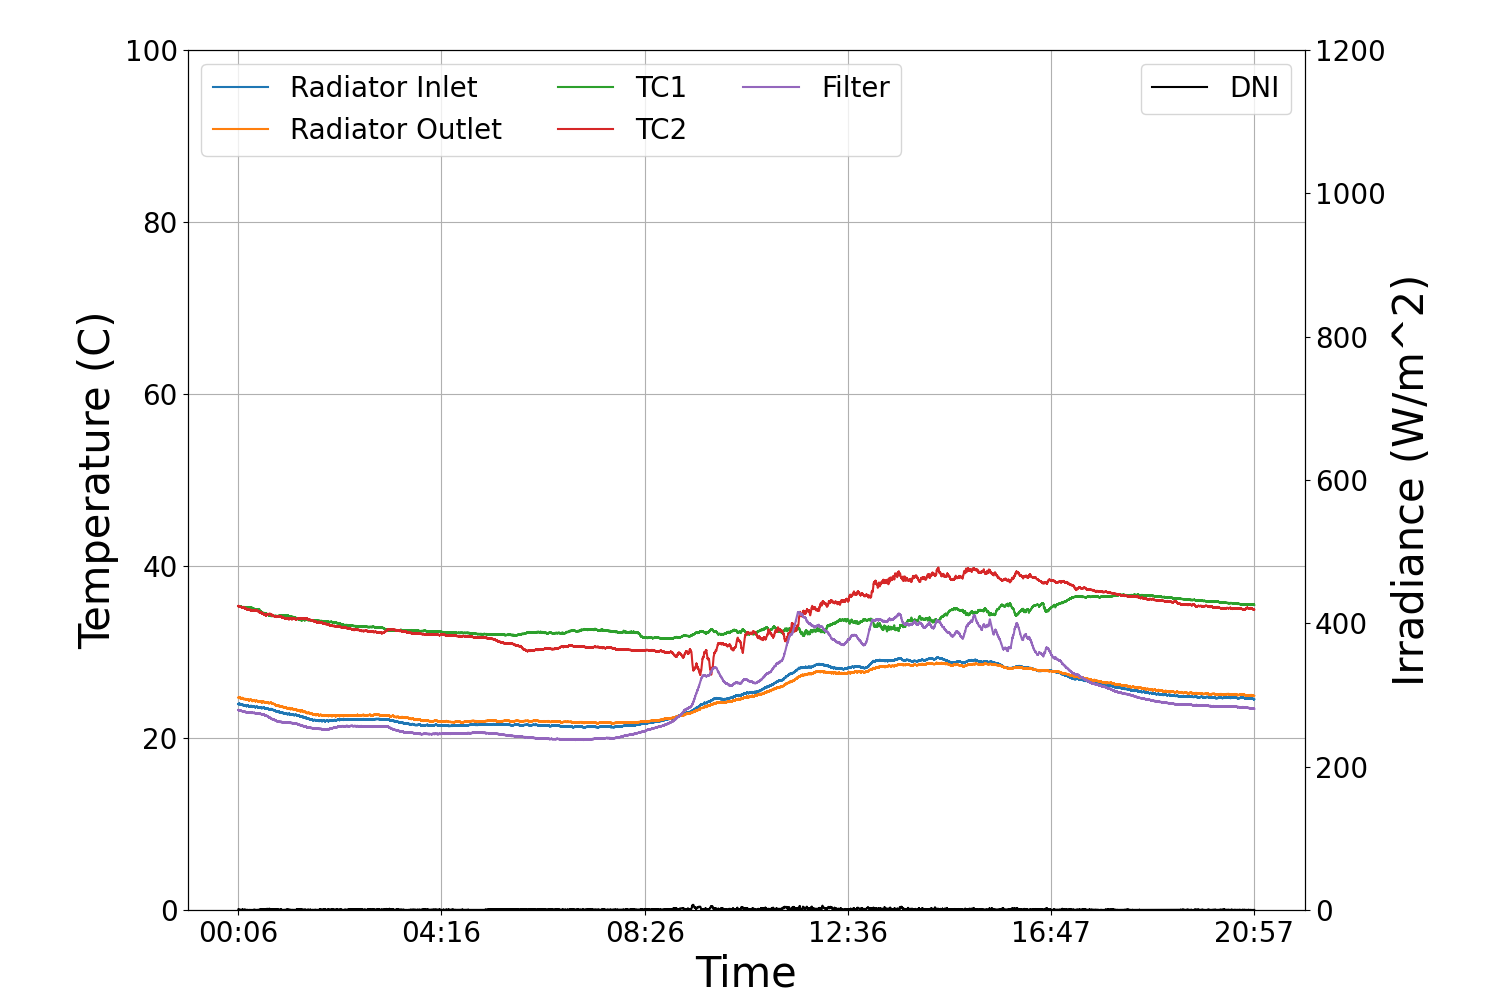 Radiator Inlet
Radiator Outlet
TC1
TC2
Filter
DNI
100
80
60
40
20
0
Temperature (C)
1200
1000
800
600
400
200
0
Irradiance (W/m^2)
00:06 04:16 08:26 12:36 16:47 20:57
Time